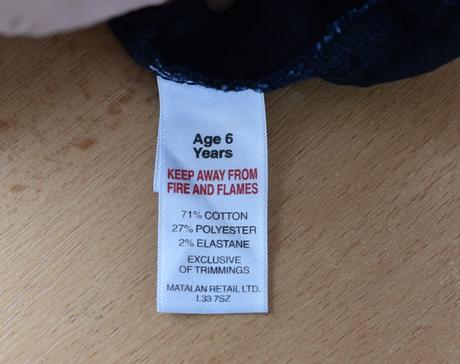 Age 6
Years
KEEP AWAY FROM
FIRE AND FLAMES
71% COTTON
27% POLYESTER
2% ELASTANE
EXCLUSIVE
OF TRIMMINGS
MATALAN RETAIL LTD.
L33 7SZ